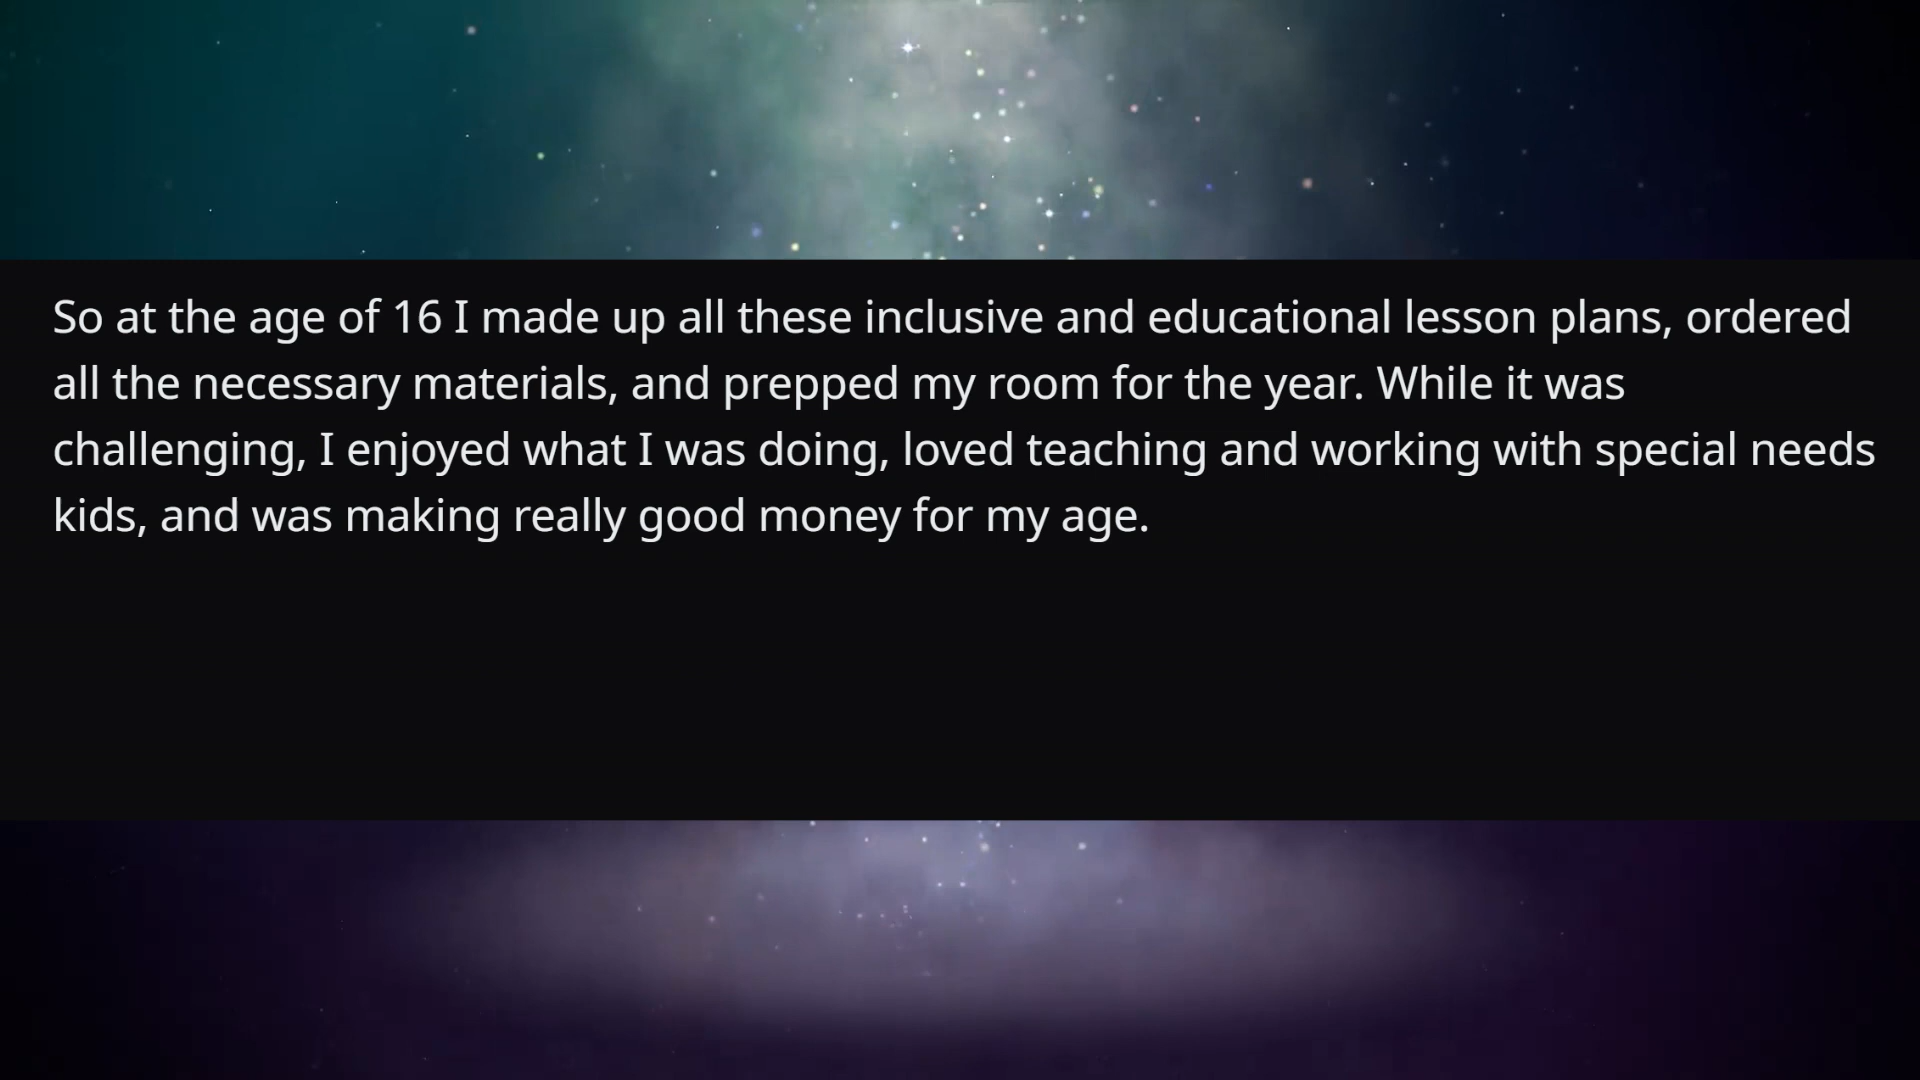 So at the age of 16 I made up all these inclusive and educational lesson plans, ordered
all the necessary materials, and prepped my room for the year. While it was
challenging, I enjoyed what I was doing, loved teaching and working with special needs
kids, and was making really good money for my age.